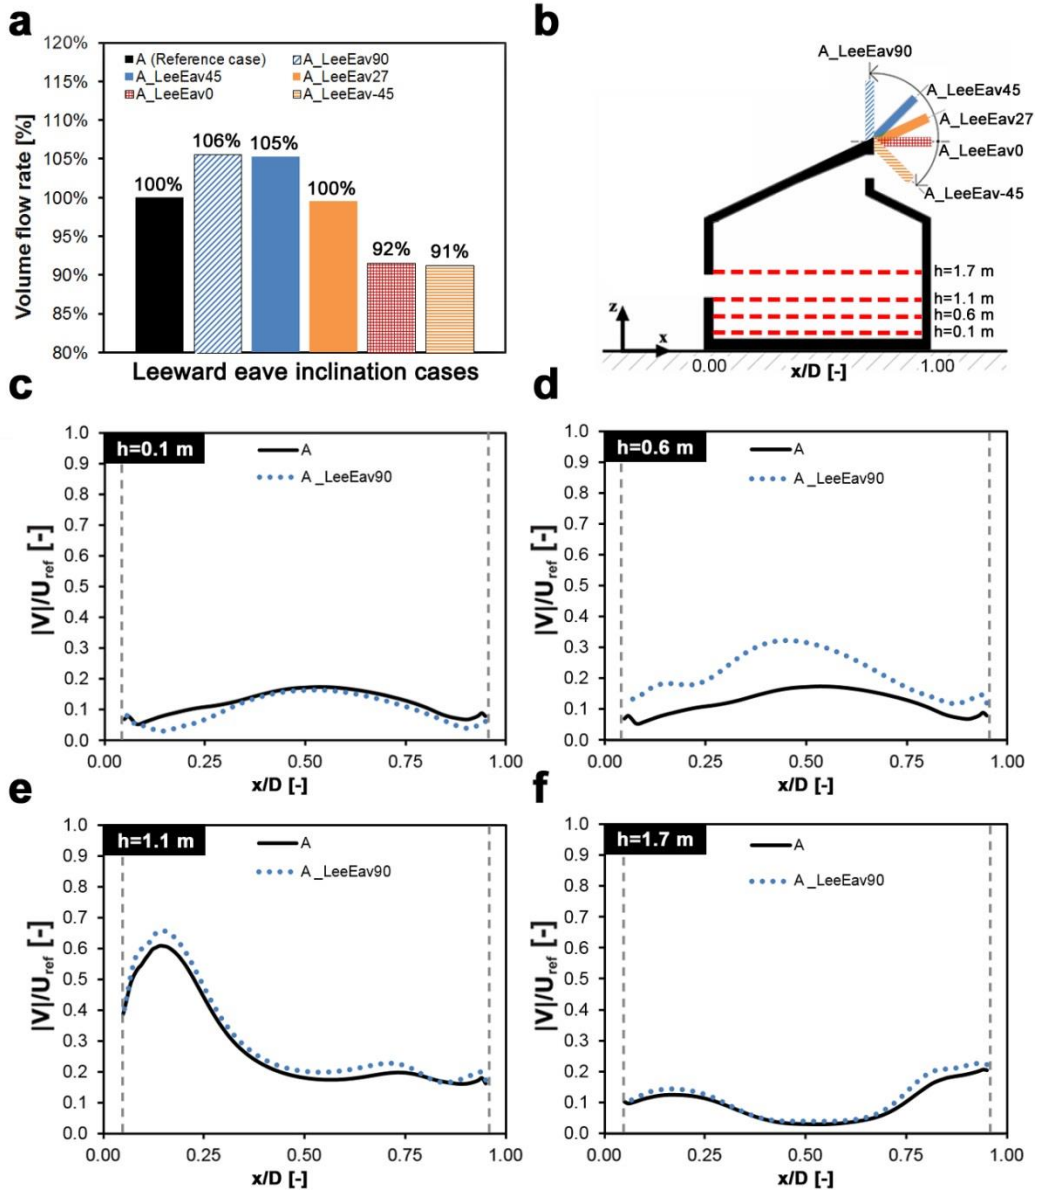 a
120%
115%
110%
105%
100%
95%
90%
85%
80%
Volume flow rate [%]
A (Reference case)
A_LeeEav90
A_LeeEav45
A_LeeEav27
A_LeeEav0
A_LeeEav-45
100%
106%
105%
100%
92%
91%
Leeward eave inclination cases
b
A_LeeEav90
A_LeeEav45
A_LeeEav27
A_LeeEav0
A_LeeEav-45
h=1.7 m
h=1.1 m
h=0.6 m
h=0.1 m
z
x
0.00
x/D [-]
1.00
c
h=0.1 m
A
A _LeeEav90
|V|/Uref [-]
1.0
0.9
0.8
0.7
0.6
0.5
0.4
0.3
0.2
0.1
0.0
0.00
0.25
0.50
0.75
1.00
x/D [-]
d
h=0.6 m
A
A _LeeEav90
|V|/Uref [-]
1.0
0.9
0.8
0.7
0.6
0.5
0.4
0.3
0.2
0.1
0.0
0.00
0.25
0.50
0.75
1.00
x/D [-]
e
h=1.1 m
A
A _LeeEav90
|V|/Uref [-]
1.0
0.9
0.8
0.7
0.6
0.5
0.4
0.3
0.2
0.1
0.0
0.00
0.25
0.50
0.75
1.00
x/D [-]
f
h=1.7 m
A
A _LeeEav90
|V|/Uref [-]
1.0
0.9
0.8
0.7
0.6
0.5
0.4
0.3
0.2
0.1
0.0
0.00
0.25
0.50
0.75
1.00
x/D [-]